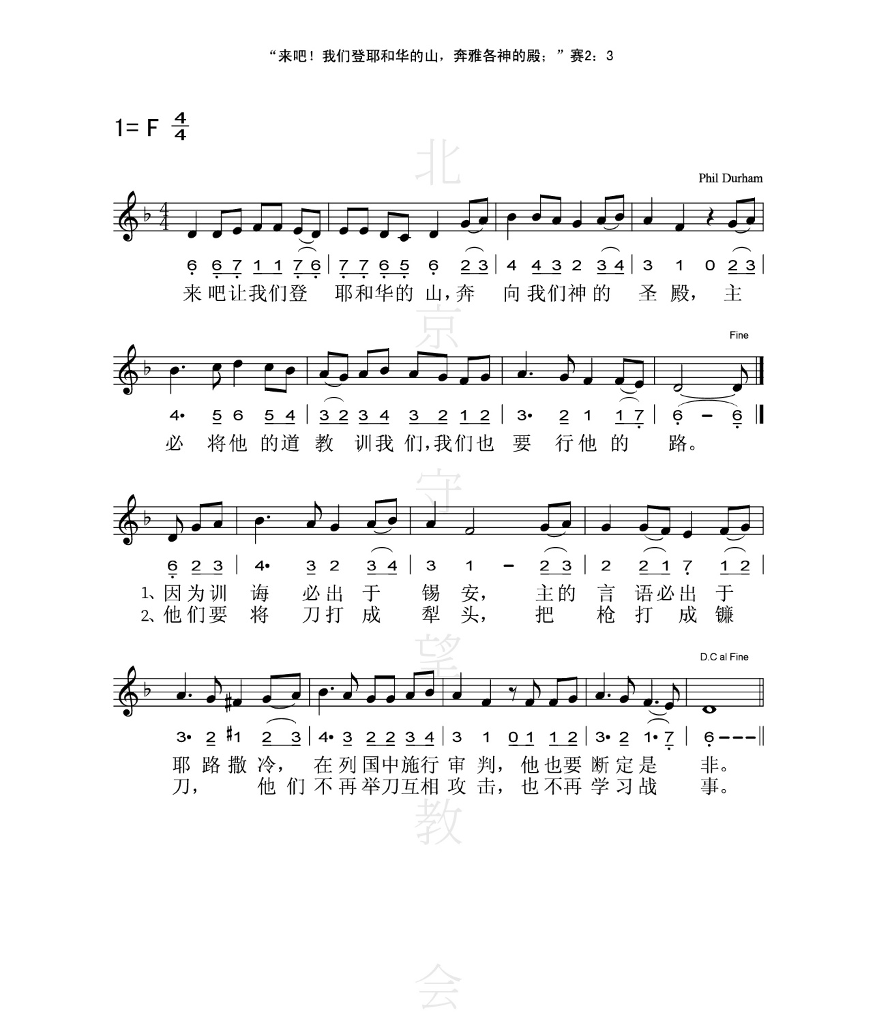 “来吧！我们登耶和华的山，奔雅各神的殿；”赛2：3
1= F 4/4
Phil Durham
6 6 7 1 1 7 6 | 7 7 6 5 6 2 3 | 4 4 3 2 3 4 | 3 1 0 2 3 |
来 吧让我们登 耶和华的 山，奔 向我们神的 圣 殿， 主
Fine
4· 5 6 5 4 | 3 2 3 4 3 2 1 2 | 3· 2 1 1 7 | 6 – 6
必 将他 的道 教 训我 们，我们也 要 行他的 路。
6 2 3 | 4· 3 2 3 4 | 3 1 – 2 3 | 2 2 1 7 1 2 |
1、因为训 诲 必出 于 锡 安， 主的 言 语必出 于
2、他们要 将 刀打 成 犁 头， 把 枪 打 成 镰
D.C al Fine
3· 2 #1 2 3 | 4· 3 2 2 3 4 | 3 1 0 1 1 2 | 3· 2 1· 7 | 6 – – –
耶 路 撒 冷， 在 列 国中施行 审 判，他 也要 断 定 是 非。
刀， 他 们 不 再举刀互相 攻 击，也 不再 学 习 战 事。
北京守望教会